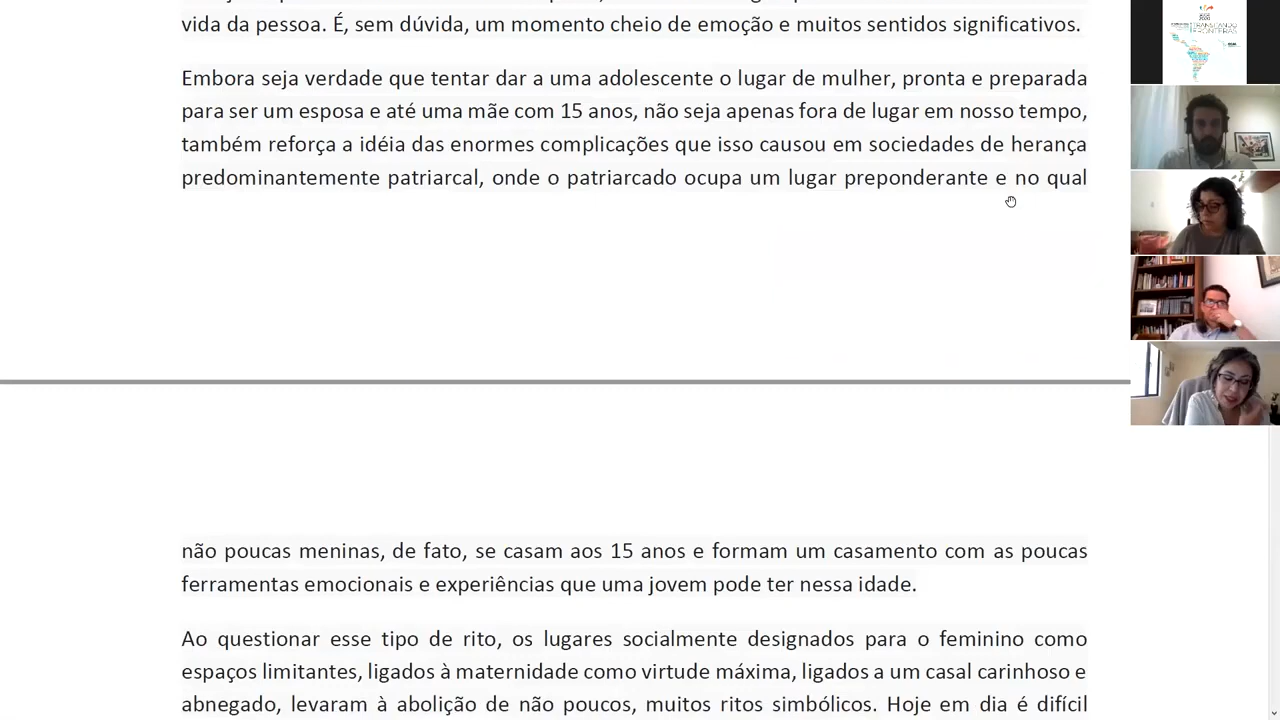 vida da pessoa. É, sem dúvida, um momento cheio de emoção e muitos sentidos significativos.
Embora seja verdade que tentar dar a uma adolescente o lugar de mulher, pronta e preparada
para ser um esposa e até uma mãe com 15 anos, não seja apenas fora de lugar em nosso tempo,
também reforça a idéia das enormes complicações que isso causou em sociedades de herança
predominantemente patriarcal, onde o patriarcado ocupa um lugar preponderante e no qual
não poucas meninas, de fato, se casam aos 15 anos e formam um casamento com as poucas
ferramentas emocionais e experiências que uma jovem pode ter nessa idade.
Ao questionar esse tipo de rito, os lugares socialmente designados para o feminino como
espaços limitantes, ligados à maternidade como virtude máxima, ligados a um casal carinhoso e
abnegado, levaram à abolição de não poucos, muitos ritos simbólicos. Hoje em dia é difícil
TRANSICANDO
FRONTEIRAS